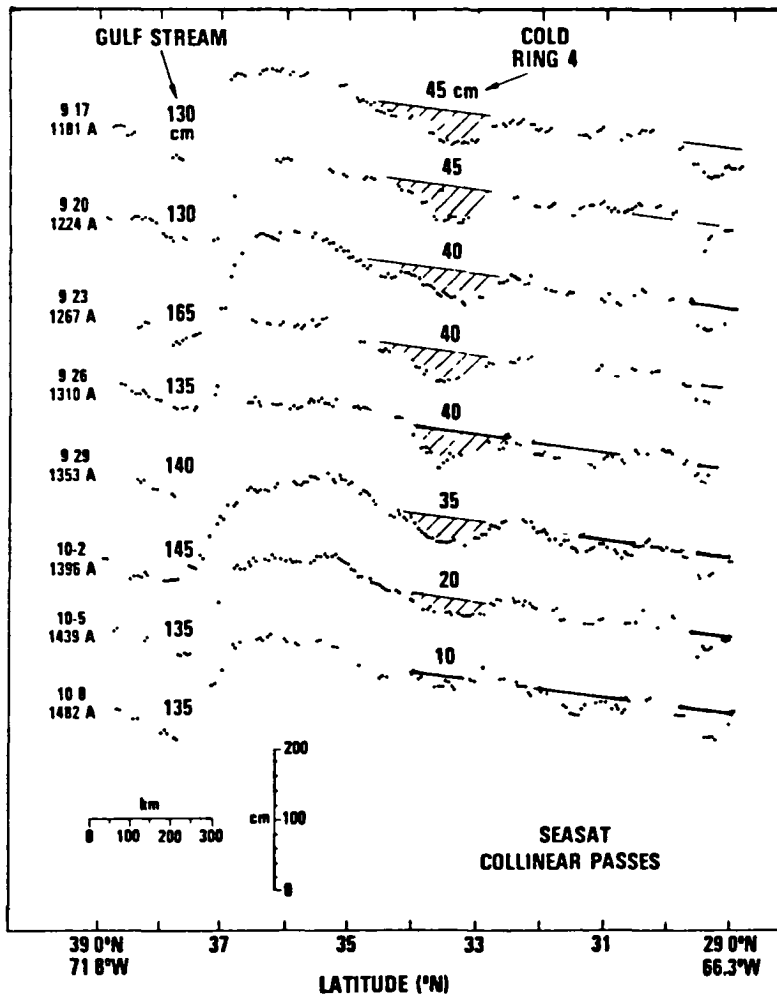 GULF STREAM
COLD
RING 4
45 cm
9 17
1181 A
130
cm
45
9 20
1224 A
130
40
9 23
1267 A
165
40
9 26
1310 A
135
40
9 29
1353 A
140
35
10-2
1396 A
145
20
10-5
1439 A
135
10
10 8
1482 A
135
200
km
cm
100
0 100 200 300
0
SEASAT
COLLINEAR PASSES
39 0°N 37 35 33 31 29 0°N
71 8°W 66.3°W
LATITUDE (°N)